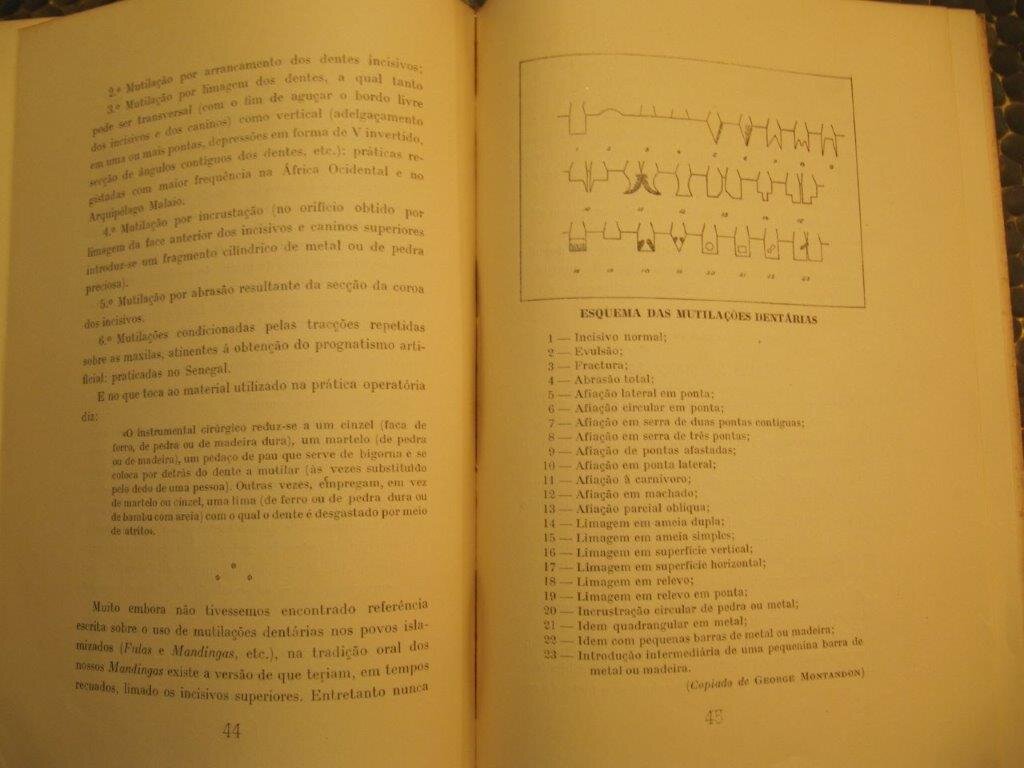 2.º Mutilação por arrancamento dos dentes incisivos;
3.º Mutilação por limagem dos dentes, a qual tanto
pode ser transversal (com o fim de aguçar o bordo livre
dos incisivos e dos caninos) como vertical (adelgaçamento
em uma ou mais pontas, depressões em forma de V invertido,
secção de ângulos contíguos dos dentes, etc.): práticas re-
gistadas com maior frequência na África Ocidental e no
Arquipélago Malaio.
4.º Mutilação por incrustação (no orifício obtido por
limagem da face anterior dos incisivos e caninos superiores
introduz-se um fragmento cilíndrico de metal ou de pedra
preciosa).
5.º Mutilação por abrasão resultante da secção da coroa
dos incisivos.
6.º Mutilações condicionadas pelas tracções repetidas
sobre as maxilas, atinentes à obtenção do prognatismo arti-
ficial: praticadas no Senegal.
E no que toca ao material utilizado na prática operatória
diz:
«O instrumental cirúrgico reduz-se a um cinzel (faca de
ferro, de pedra ou de madeira dura), um martelo (de pedra
ou de madeira), um pedaço de pau que serve de bigorna e se
coloca por detrás do dente a mutilar (às vezes substituído
pelo dedo de uma pessoa). Outras vezes, empregam, em vez
de martelo ou cinzel, uma lima (de ferro ou de pedra dura ou
de bambu com areia) com o qual o dente é desgastado por meio
de atrito».
Muito embora não tivessemos encontrado referência
escrita sobre o uso de mutilações dentárias nos povos isla-
mizados (Fulas e Mandingas, etc.), na tradição oral dos
nossos Mandingas existe a versão de que teriam, em tempos
recuados, limado os incisivos superiores. Entretanto nunca
44
ESQUEMA DAS MUTILAÇÕES DENTÁRIAS
1 — Incisivo normal;
2 — Evulsão;
3 — Fractura;
4 — Abrasão total;
5 — Afiação lateral em ponta;
6 — Afiação circular em ponta;
7 — Afiação em serra de duas pontas contíguas;
8 — Afiação em serra de três pontas;
9 — Afiação de pontas afastadas;
10 — Afiação em ponta lateral;
11 — Afiação à carnívoro;
12 — Afiação em machado;
13 — Afiação parcial oblíqua;
14 — Limagem em ameia dupla;
15 — Limagem em ameia simples;
16 — Limagem em superfície vertical;
17 — Limagem em superfície horizontal;
18 — Limagem em relevo;
19 — Limagem em relevo em ponta;
20 — Incrustração circular de pedra ou metal;
21 — Idem quadrangular em metal;
22 — Idem com pequenas barras de metal ou madeira;
23 — Introdução intermediária de uma pequenina barra de
metal ou madeira.
(Copiado de GEORGE MONTANDON)
45